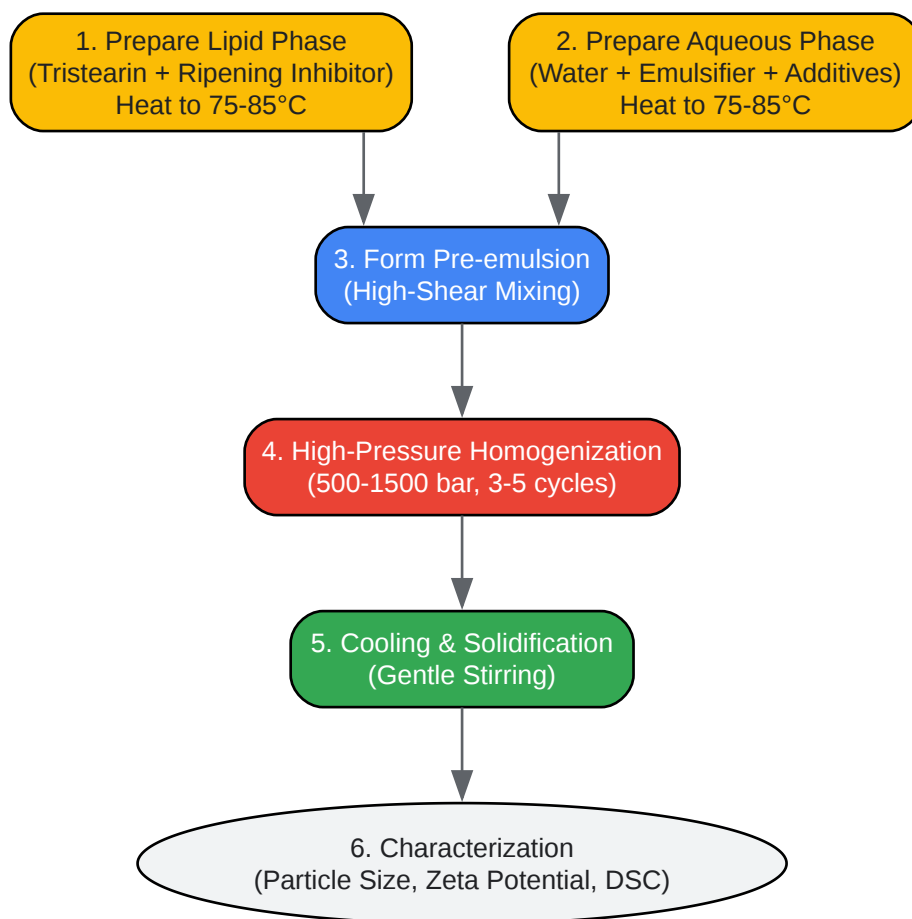 1. Prepare Lipid Phase
(Tristearin + Ripening Inhibitor)
Heat to 75-85°C
2. Prepare Aqueous Phase
(Water + Emulsifier + Additives)
Heat to 75-85°C
3. Form Pre-emulsion
(High-Shear Mixing)
4. High-Pressure Homogenization
(500-1500 bar, 3-5 cycles)
5. Cooling & Solidification
(Gentle Stirring)
6. Characterization
(Particle Size, Zeta Potential, DSC)